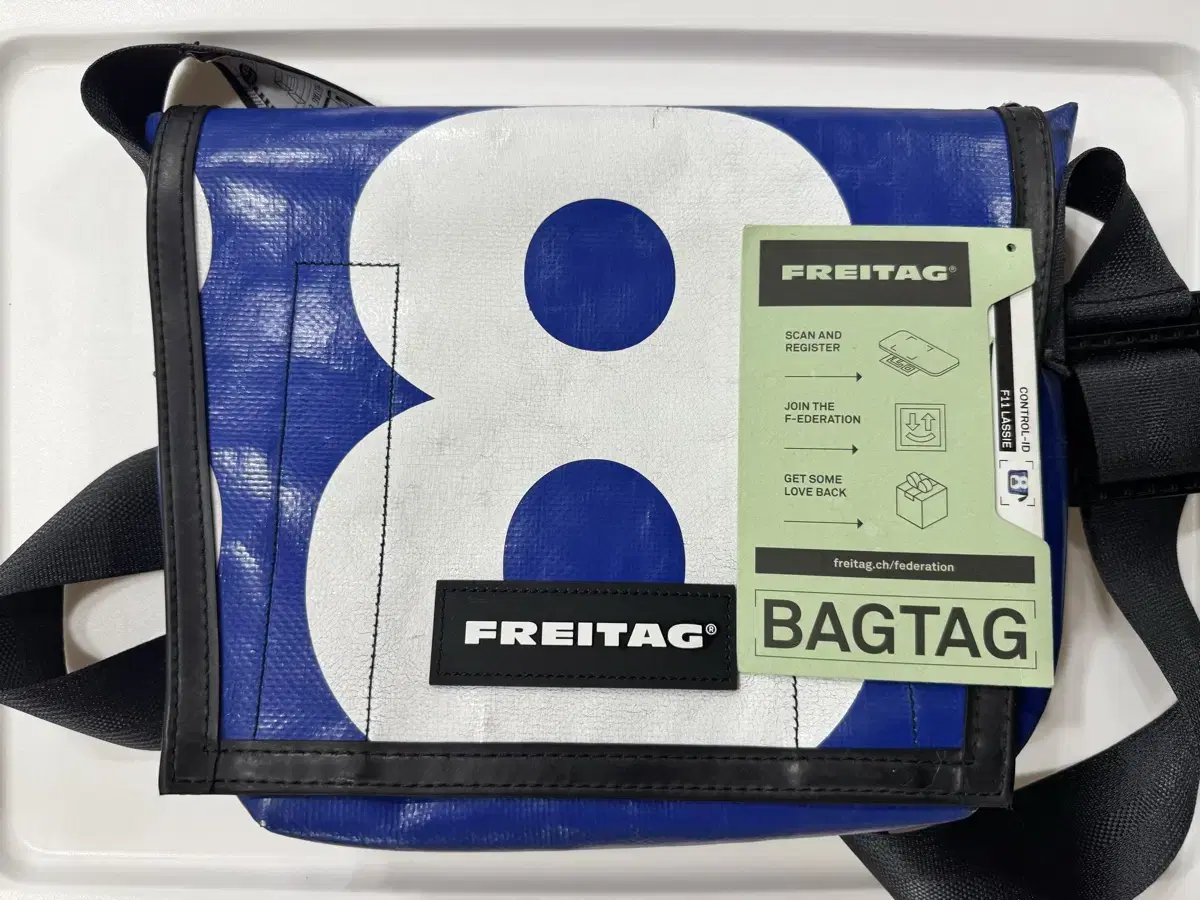 8
FREITAG®
SCAN AND
REGISTER
JOIN THE
F-EDERATION
GET SOME
LOVE BACK
freitag.ch/federation
BAGTAG
CONTROL-ID
F11 LASSIE
FREITAG®